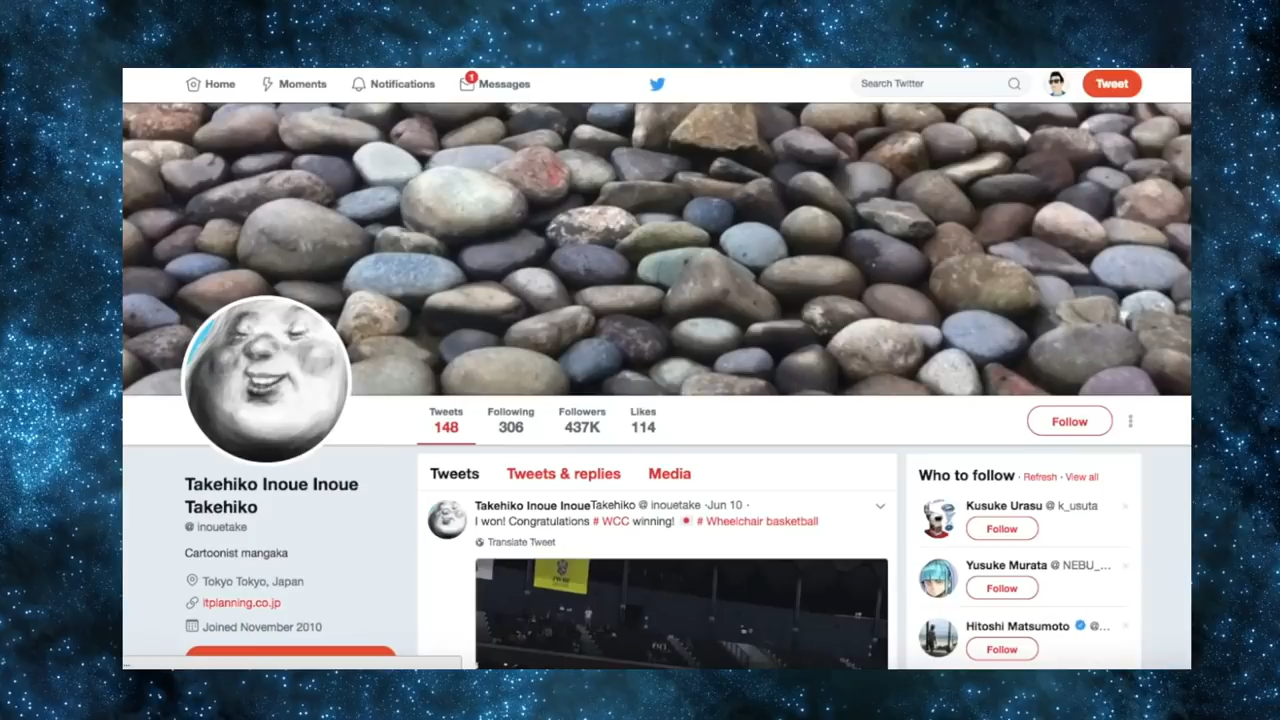 Home Moments Notifications 1 Messages Search Twitter Tweet
Tweets Following Followers Likes
148 306 437K 114
Follow
Takehiko Inoue Inoue
Takehiko
@ inouetake
Cartoonist mangaka
Tokyo Tokyo, Japan
itplanning.co.jp
Joined November 2010
Tweets Tweets & replies Media
Takehiko Inoue InoueTakehiko @ inouetake ·Jun 10 ·
I won! Congratulations # WCC winning! # Wheelchair basketball
Translate Tweet
Who to follow · Refresh · View all
Kusuke Urasu @ k_usuta
Follow
Yusuke Murata @ NEBU_...
Follow
Hitoshi Matsumoto @...
Follow